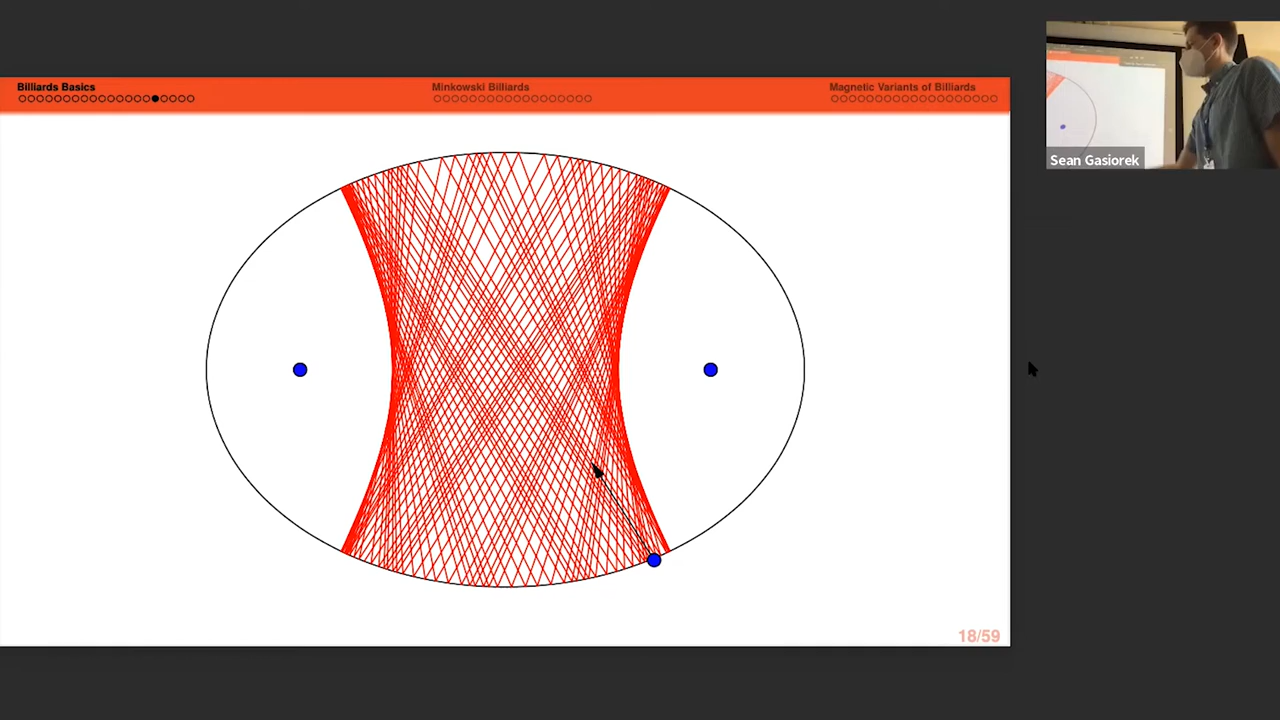 Billiards Basics
Minkowski Billiards
Magnetic Variants of Billiards
Sean Gasiorek
18/59